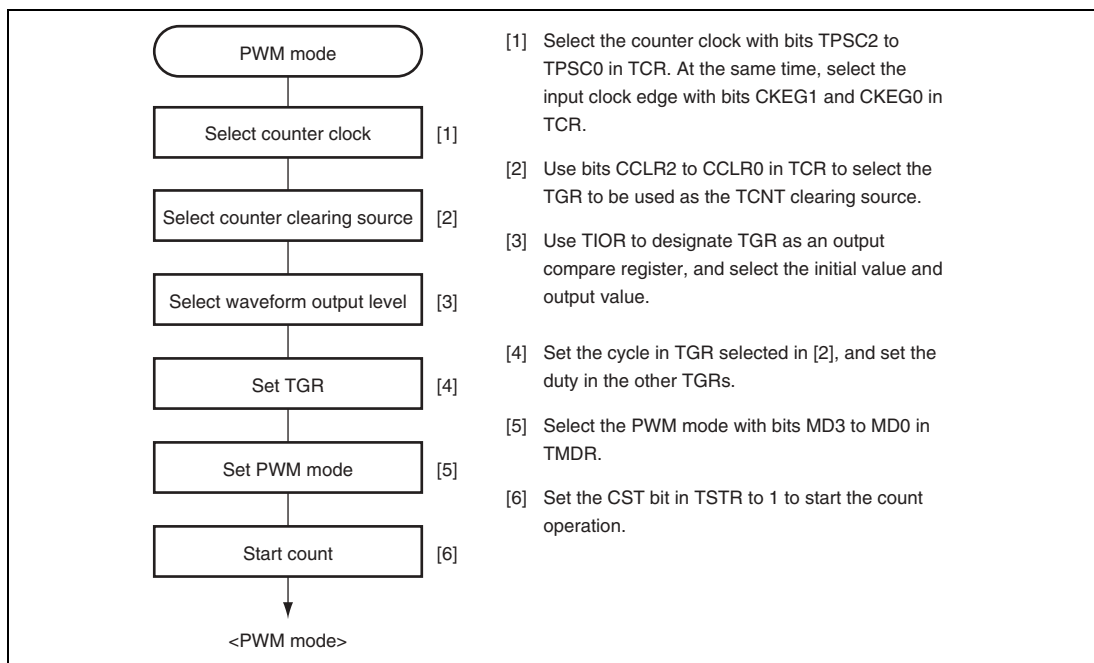 PWM mode
Select counter clock [1]
Select counter clearing source [2]
Select waveform output level [3]
Set TGR [4]
Set PWM mode [5]
Start count [6]
<PWM mode>
[1] Select the counter clock with bits TPSC2 to
TPSC0 in TCR. At the same time, select the
input clock edge with bits CKEG1 and CKEG0 in
TCR.
[2] Use bits CCLR2 to CCLR0 in TCR to select the
TGR to be used as the TCNT clearing source.
[3] Use TIOR to designate TGR as an output
compare register, and select the initial value and
output value.
[4] Set the cycle in TGR selected in [2], and set the
duty in the other TGRs.
[5] Select the PWM mode with bits MD3 to MD0 in
TMDR.
[6] Set the CST bit in TSTR to 1 to start the count
operation.